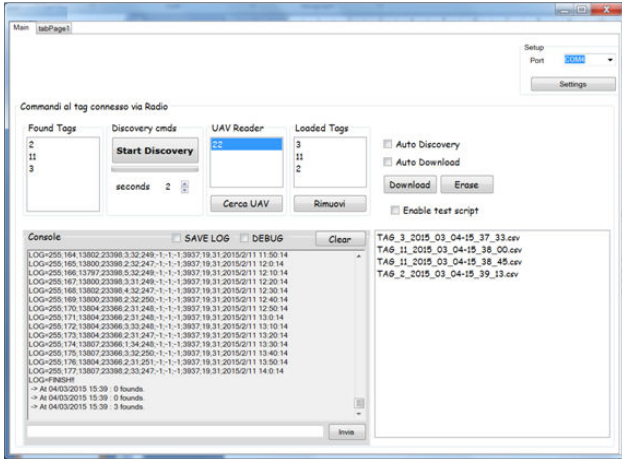 Main tabPage1
Setup
Port COM4
Settings
Commandi al tag connesso via Radio
Found Tags
2
11
3
Discovery cmds
Start Discovery
seconds 2
UAV Reader
22
Cerca UAV
Loaded Tags
3
11
2
Rimuovi
Auto Discovery
Auto Download
Download Erase
Enable test script
Console SAVE LOG DEBUG Clear
LOG=255;164;13802;23398;3;32;249;-1;-1;-1;3937;19;31;2015/2/11 11:50:14
LOG=255;165;13800;23398;2;32;247;-1;-1;-1;3937;19;31;2015/2/11 12:0:14
LOG=255;166;13797;23398;5;32;249;-1;-1;-1;3937;19;31;2015/2/11 12:10:14
LOG=255;167;13800;23398;3;31;249;-1;-1;-1;3937;19;31;2015/2/11 12:20:14
LOG=255;168;13802;23398;4;32;247;-1;-1;-1;3937;19;31;2015/2/11 12:30:14
LOG=255;169;13800;23398;2;32;250;-1;-1;-1;3937;19;31;2015/2/11 12:40:14
LOG=255;170;13804;23366;2;31;248;-1;-1;-1;3937;19;31;2015/2/11 12:50:14
LOG=255;171;13804;23366;2;31;248;-1;-1;-1;3937;19;31;2015/2/11 13:0:14
LOG=255;172;13804;23366;3;33;248;-1;-1;-1;3937;19;31;2015/2/11 13:10:14
LOG=255;173;13804;23366;2;31;247;-1;-1;-1;3937;19;31;2015/2/11 13:20:14
LOG=255;174;13807;23366;1;34;248;-1;-1;-1;3937;19;31;2015/2/11 13:30:14
LOG=255;175;13807;23366;3;32;250;-1;-1;-1;3937;19;31;2015/2/11 13:40:14
LOG=255;176;13804;23366;2;31;251;-1;-1;-1;3937;19;31;2015/2/11 13:50:14
LOG=255;177;13807;23398;2;33;247;-1;-1;-1;3937;19;31;2015/2/11 14:0:14
LOG=FINISH!!
-> At 04/03/2015 15:39 : 0 founds.
-> At 04/03/2015 15:39 : 0 founds.
-> At 04/03/2015 15:39 : 3 founds.
Invia
TAG_3_2015_03_04-15_37_33.csv
TAG_11_2015_03_04-15_38_00.csv
TAG_11_2015_03_04-15_38_45.csv
TAG_2_2015_03_04-15_39_13.csv